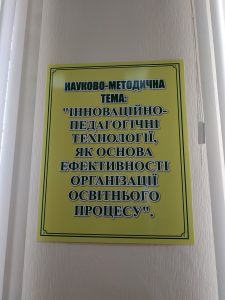 НАУКОВО-МЕТОДИЧНА
ТЕМА:
"ІННОВАЦІЙНО-
ПЕДАГОГІЧНІ
ТЕХНОЛОГІЇ,
ЯК ОСНОВА
ЕФЕКТИВНОСТІ
ОРГАНІЗАЦІЇ
ОСВІТНЬОГО
ПРОЦЕСУ".